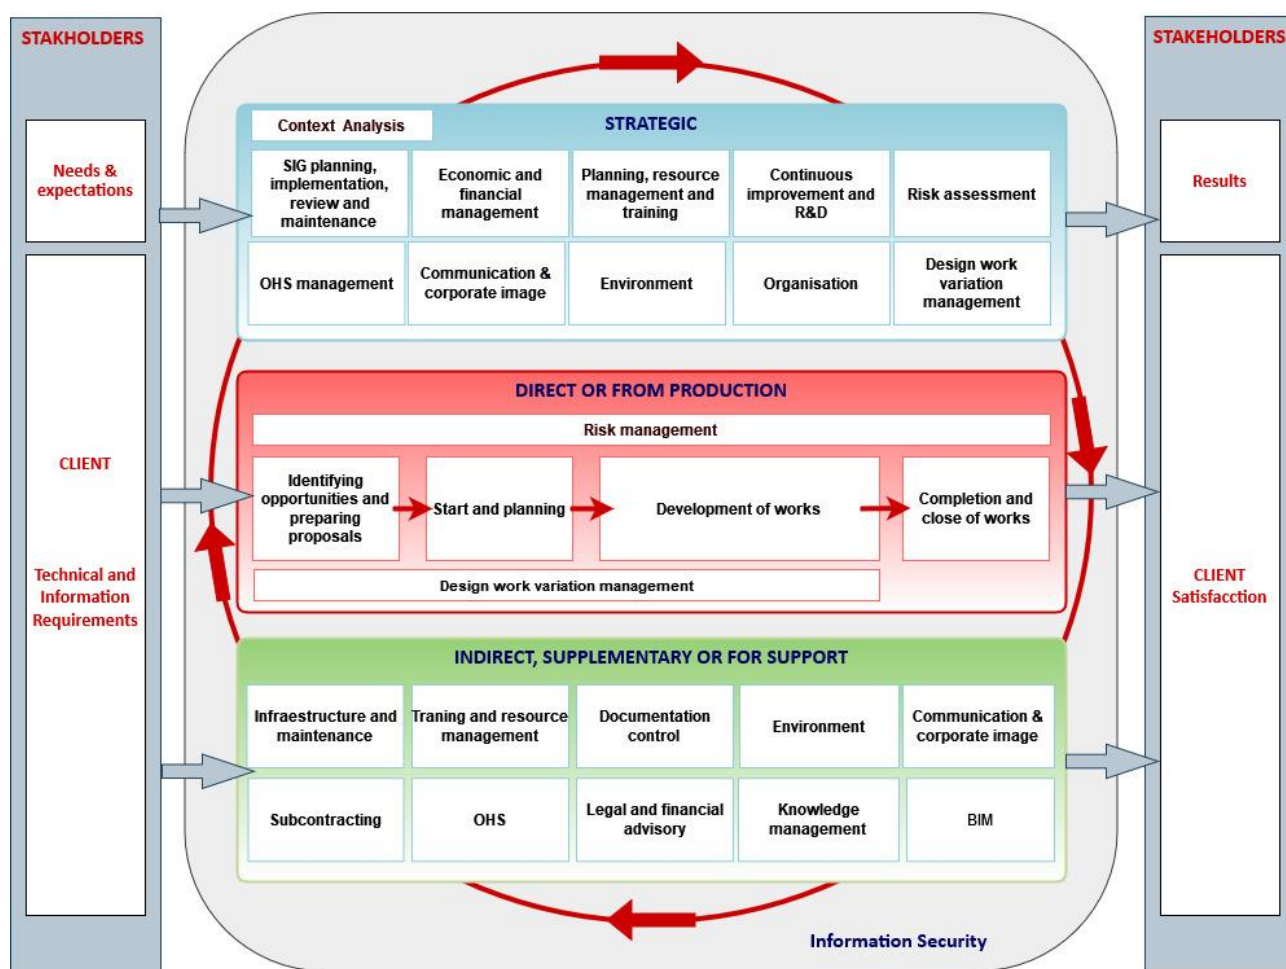 STAKHOLDERS
Needs &
expectations
CLIENT
Technical and
Information
Requirements
Context Analysis
STRATEGIC
SIG planning,
implementation,
review and
maintenance
Economic and
financial
management
Planning, resource
management and
training
Continuous
improvement and
R&D
Risk assessment
OHS management
Communication &
corporate image
Environment
Organisation
Design work
variation
management
DIRECT OR FROM PRODUCTION
Risk management
Identifying
opportunities and
preparing
proposals
Start and planning
Development of works
Completion and
close of works
Design work variation management
INDIRECT, SUPPLEMENTARY OR FOR SUPPORT
Infraestructure and
maintenance
Traning and resource
management
Documentation
control
Environment
Communication &
corporate image
Subcontracting
OHS
Legal and financial
advisory
Knowledge
management
BIM
Information Security
STAKEHOLDERS
Results
CLIENT
Satisfacction